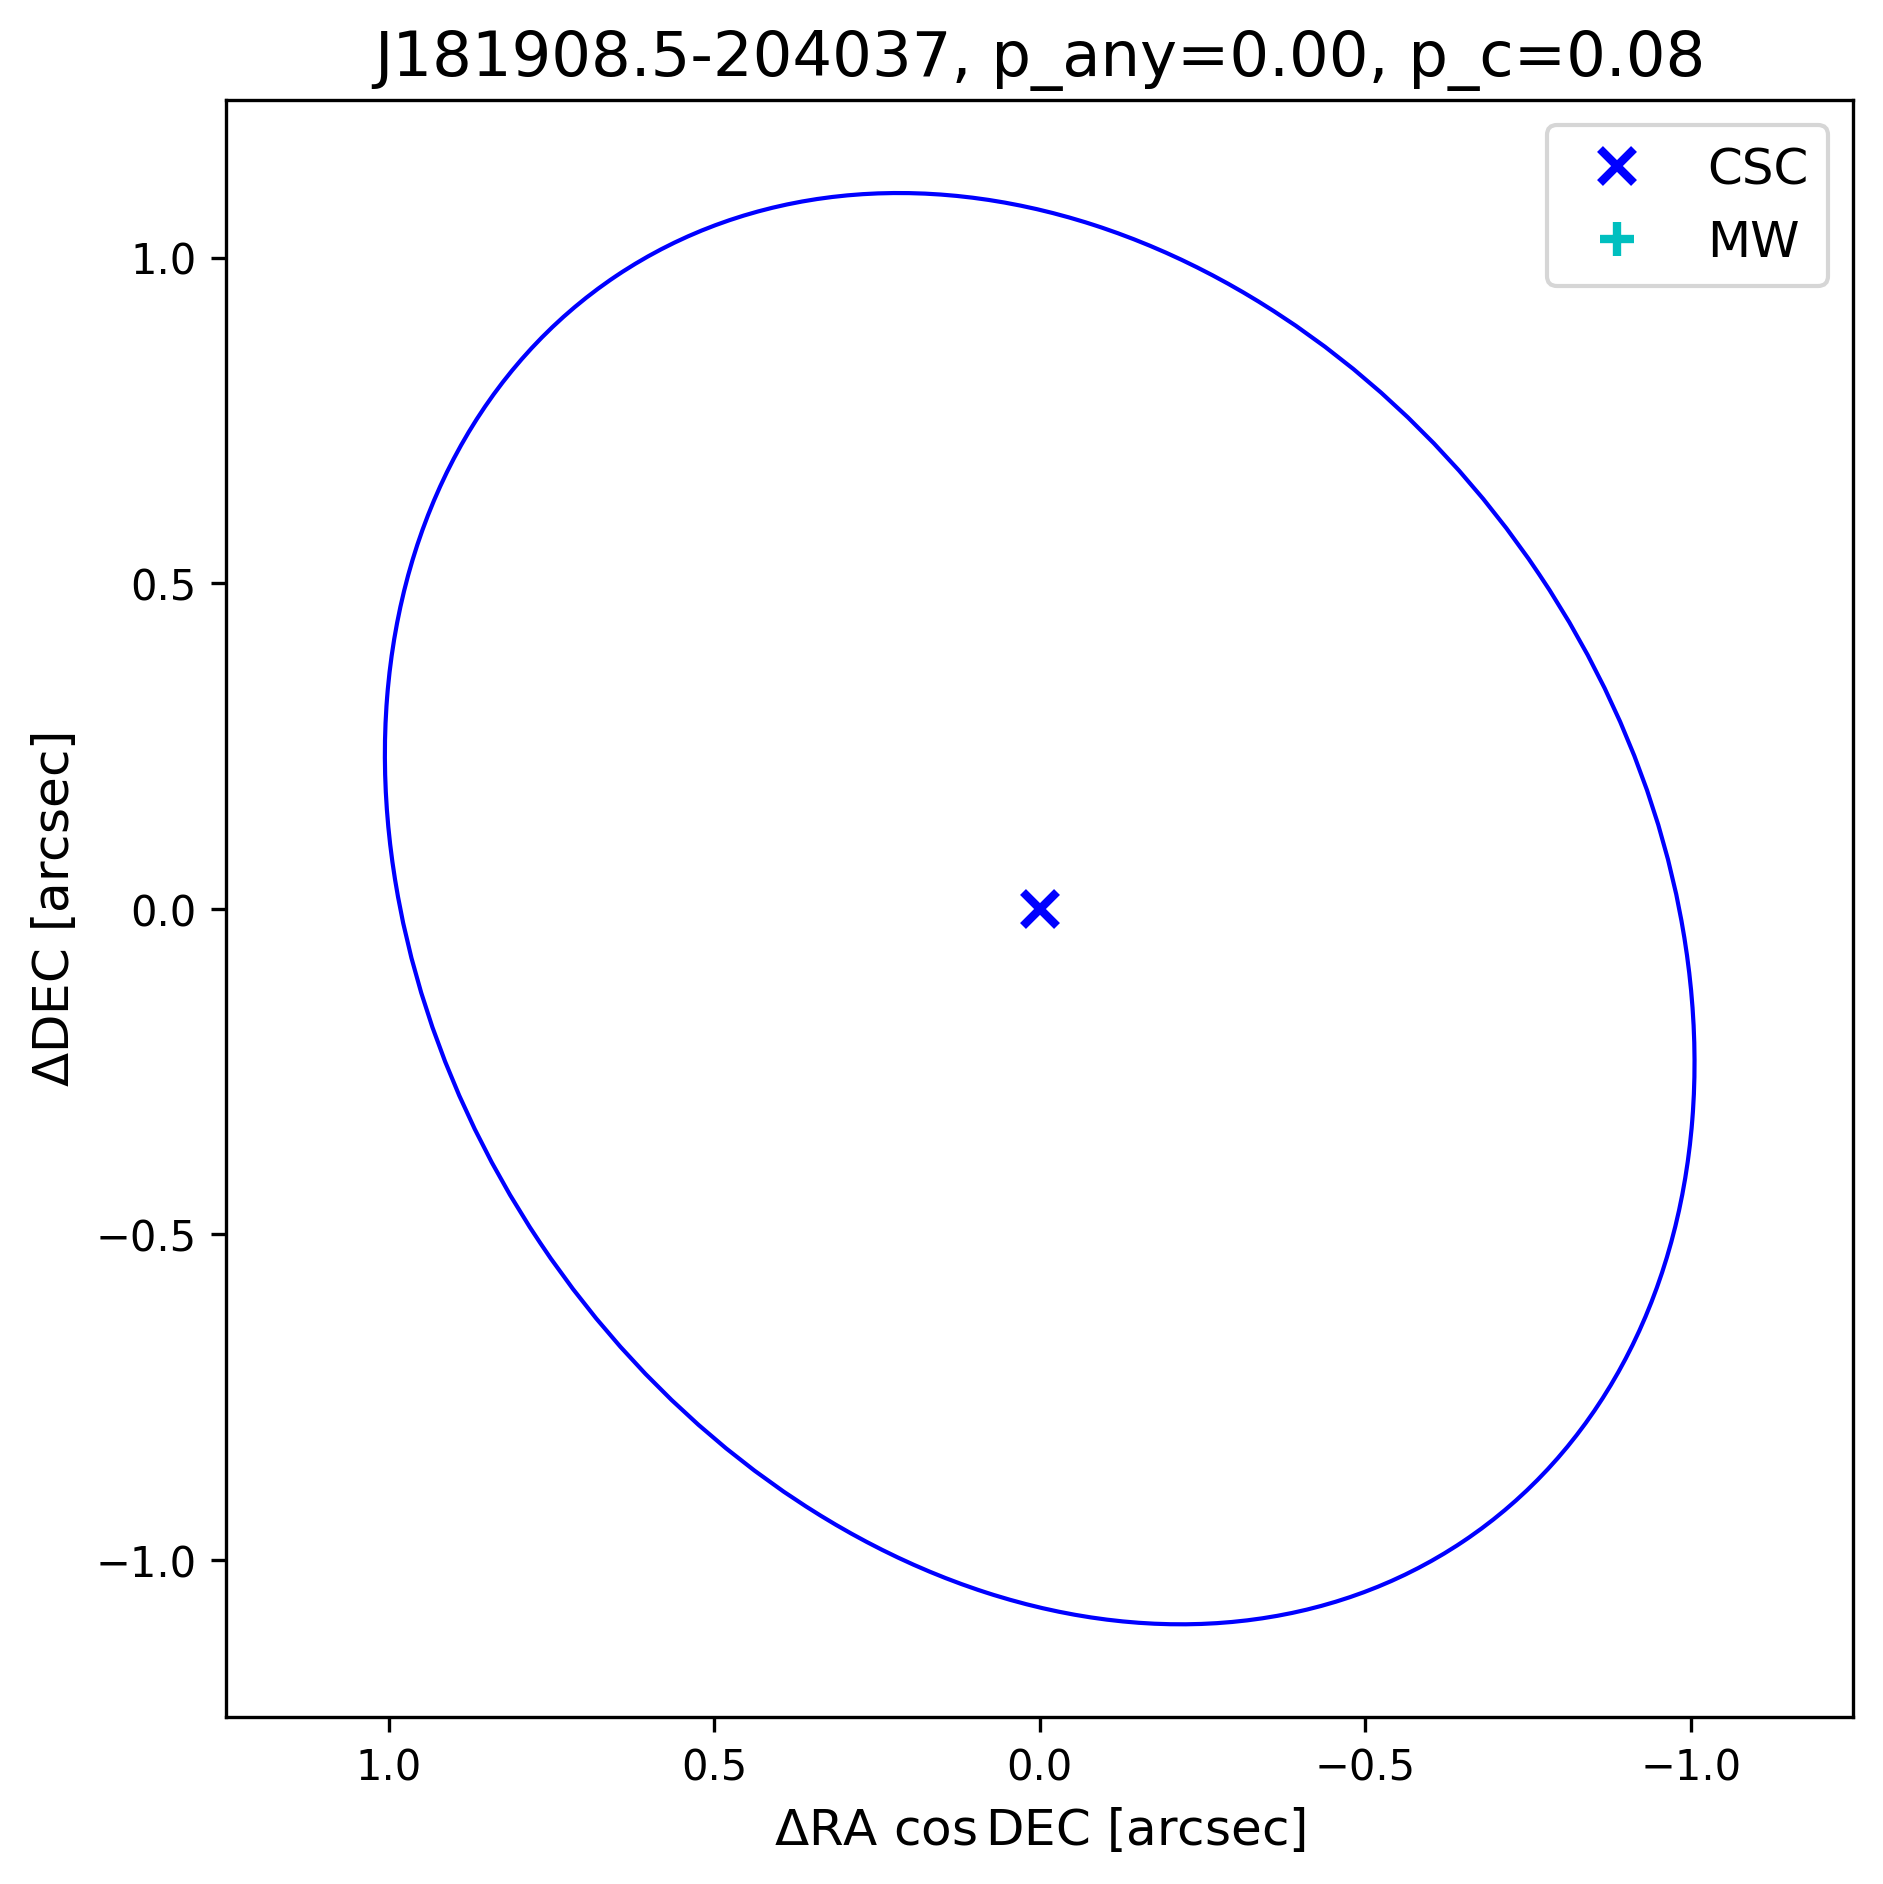 J181908.5-204037, p_any=0.00, p_c=0.08
CSC
MW
1.0
0.5
0.0
−0.5
−1.0
ΔDEC [arcsec]
1.0 0.5 0.0 −0.5 −1.0
ΔRA cos DEC [arcsec]